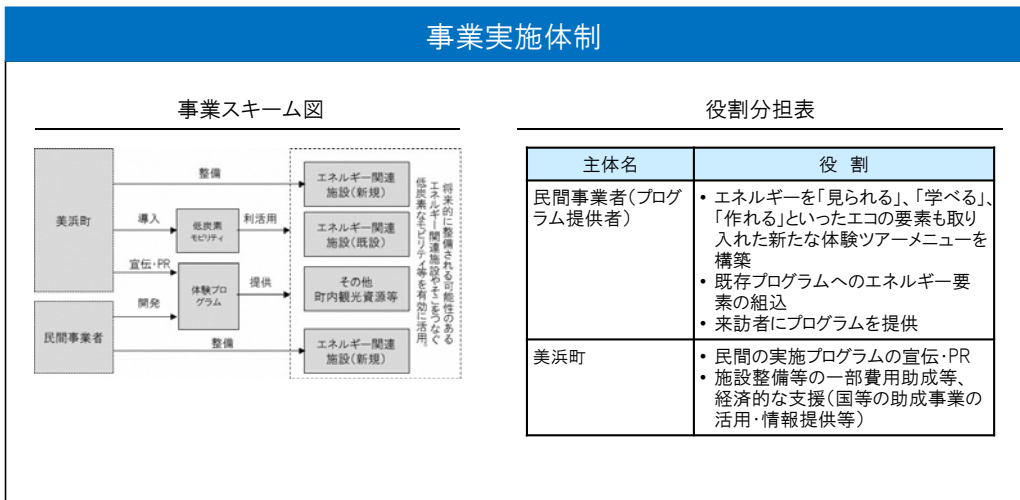 事業実施体制
事業スキーム図
美浜町
民間事業者
整備
導入
低炭素
モビリティ
利活用
宣伝・PR
開発
体験プロ
グラム
提供
整備
エネルギー関連
施設(新規)
エネルギー関連
施設(既設)
その他
町内観光資源等
エネルギー関連
施設(新規)
将来的に整備される可能性のある
エネルギー関連施設やそこをつなぐ
低炭素なモビリティ等を有効に活用。
役割分担表
主体名
役 割
民間事業者(プログ
ラム提供者)
• エネルギーを「見られる」、「学べる」、
「作れる」といったエコの要素も取り
入れた新たな体験ツアーメニューを
構築
• 既存プログラムへのエネルギー要
素の組込
• 来訪者にプログラムを提供
美浜町
• 民間の実施プログラムの宣伝・PR
• 施設整備等の一部費用助成等、
経済的な支援(国等の助成事業の
活用・情報提供等)